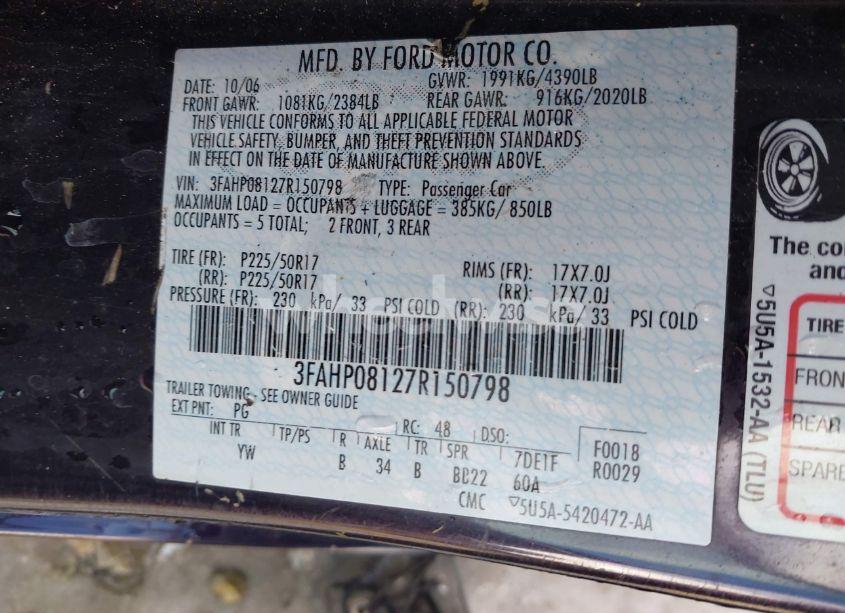 MFD. BY FORD MOTOR CO.
DATE: 10/06 GVWR: 1991KG/4390LB
FRONT GAWR: 1081KG/2384LB REAR GAWR: 916KG/2020LB
THIS VEHICLE CONFORMS TO ALL APPLICABLE FEDERAL MOTOR
VEHICLE SAFETY, BUMPER, AND THEFT PREVENTION STANDARDS
IN EFFECT ON THE DATE OF MANUFACTURE SHOWN ABOVE.
VIN: 3FAHP08127R150798 TYPE: Passenger Car
MAXIMUM LOAD = OCCUPANTS + LUGGAGE = 385KG/ 850LB
OCCUPANTS = 5 TOTAL; 2 FRONT, 3 REAR
TIRE (FR): P225/50R17 RIMS (FR): 17X7.0J
(RR): P225/50R17 (RR): 17X7.0J
PRESSURE (FR): 230 kPa/ 33 PSI COLD (RR): 230 kPa/ 33 PSI COLD
3FAHP08127R150798
TRAILER TOWING - SEE OWNER GUIDE
EXT PNT: PG RC: 48 DSO: F0018
INT TR TP/PS R AXLE TR SPR 7DE1F R0029
YW B 34 B BB22 60A
CMC ▽5U5A-5420472-AA
The
and
TIRE
FRON
REAR
SPARE
▽5U5A-1532-AA (TLU)